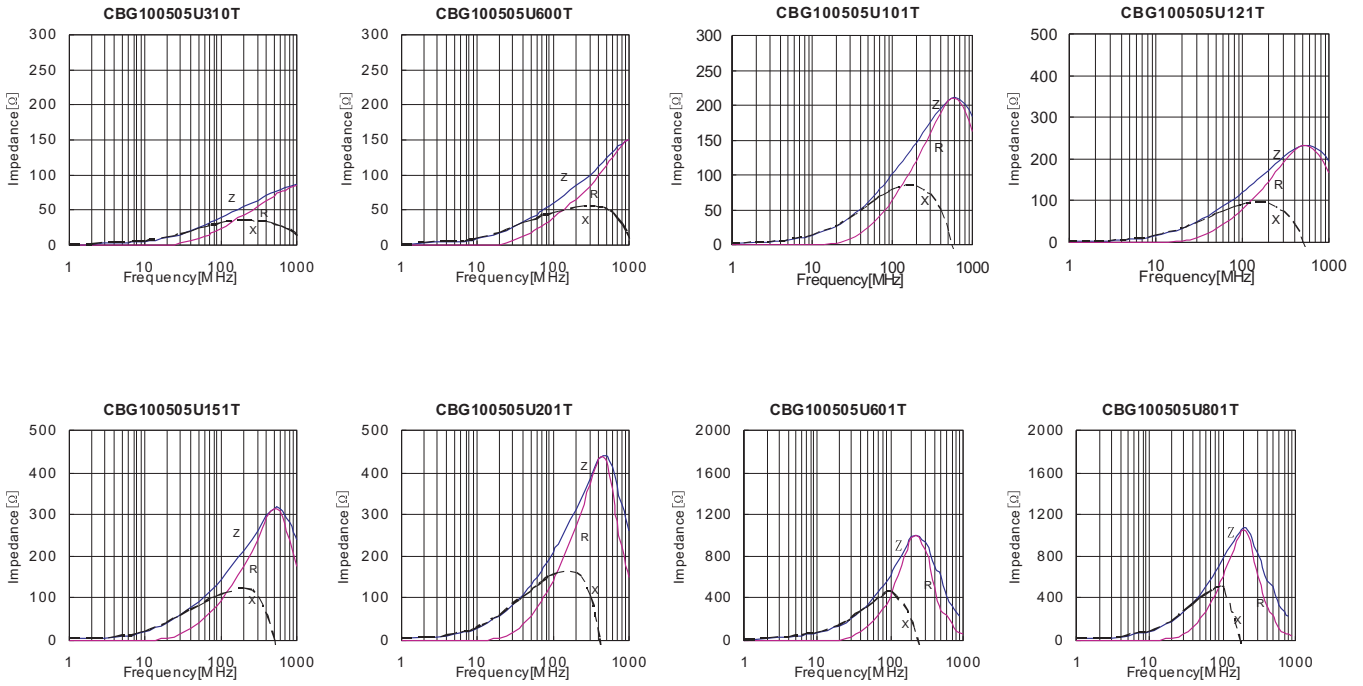 CBG100505U310T
Impedance[Ω]
300
250
200
150
100
50
0
Z
R
X
1
10
100
1000
Frequency[MHz]
CBG100505U600T
Impedance[Ω]
300
250
200
150
100
50
0
Z
R
X
1
10
100
1000
Frequency[MHz]
CBG100505U101T
Impedance[Ω]
300
250
200
150
100
50
0
Z
R
X
1
10
100
1000
Frequency[MHz]
CBG100505U121T
Impedance[Ω]
500
400
300
200
100
0
Z
R
X
1
10
100
1000
Frequency[MHz]
CBG100505U151T
Impedance[Ω]
500
400
300
200
100
0
Z
R
X
1
10
100
1000
Frequency[MHz]
CBG100505U201T
Impedance[Ω]
500
400
300
200
100
0
Z
R
X
1
10
100
1000
Frequency[MHz]
CBG100505U601T
Impedance[Ω]
2000
1600
1200
800
400
0
Z
R
X
1
10
100
1000
Frequency[MHz]
CBG100505U801T
Impedance[Ω]
2000
1600
1200
800
400
0
Z
R
X
1
10
100
1000
Frequency[MHz]